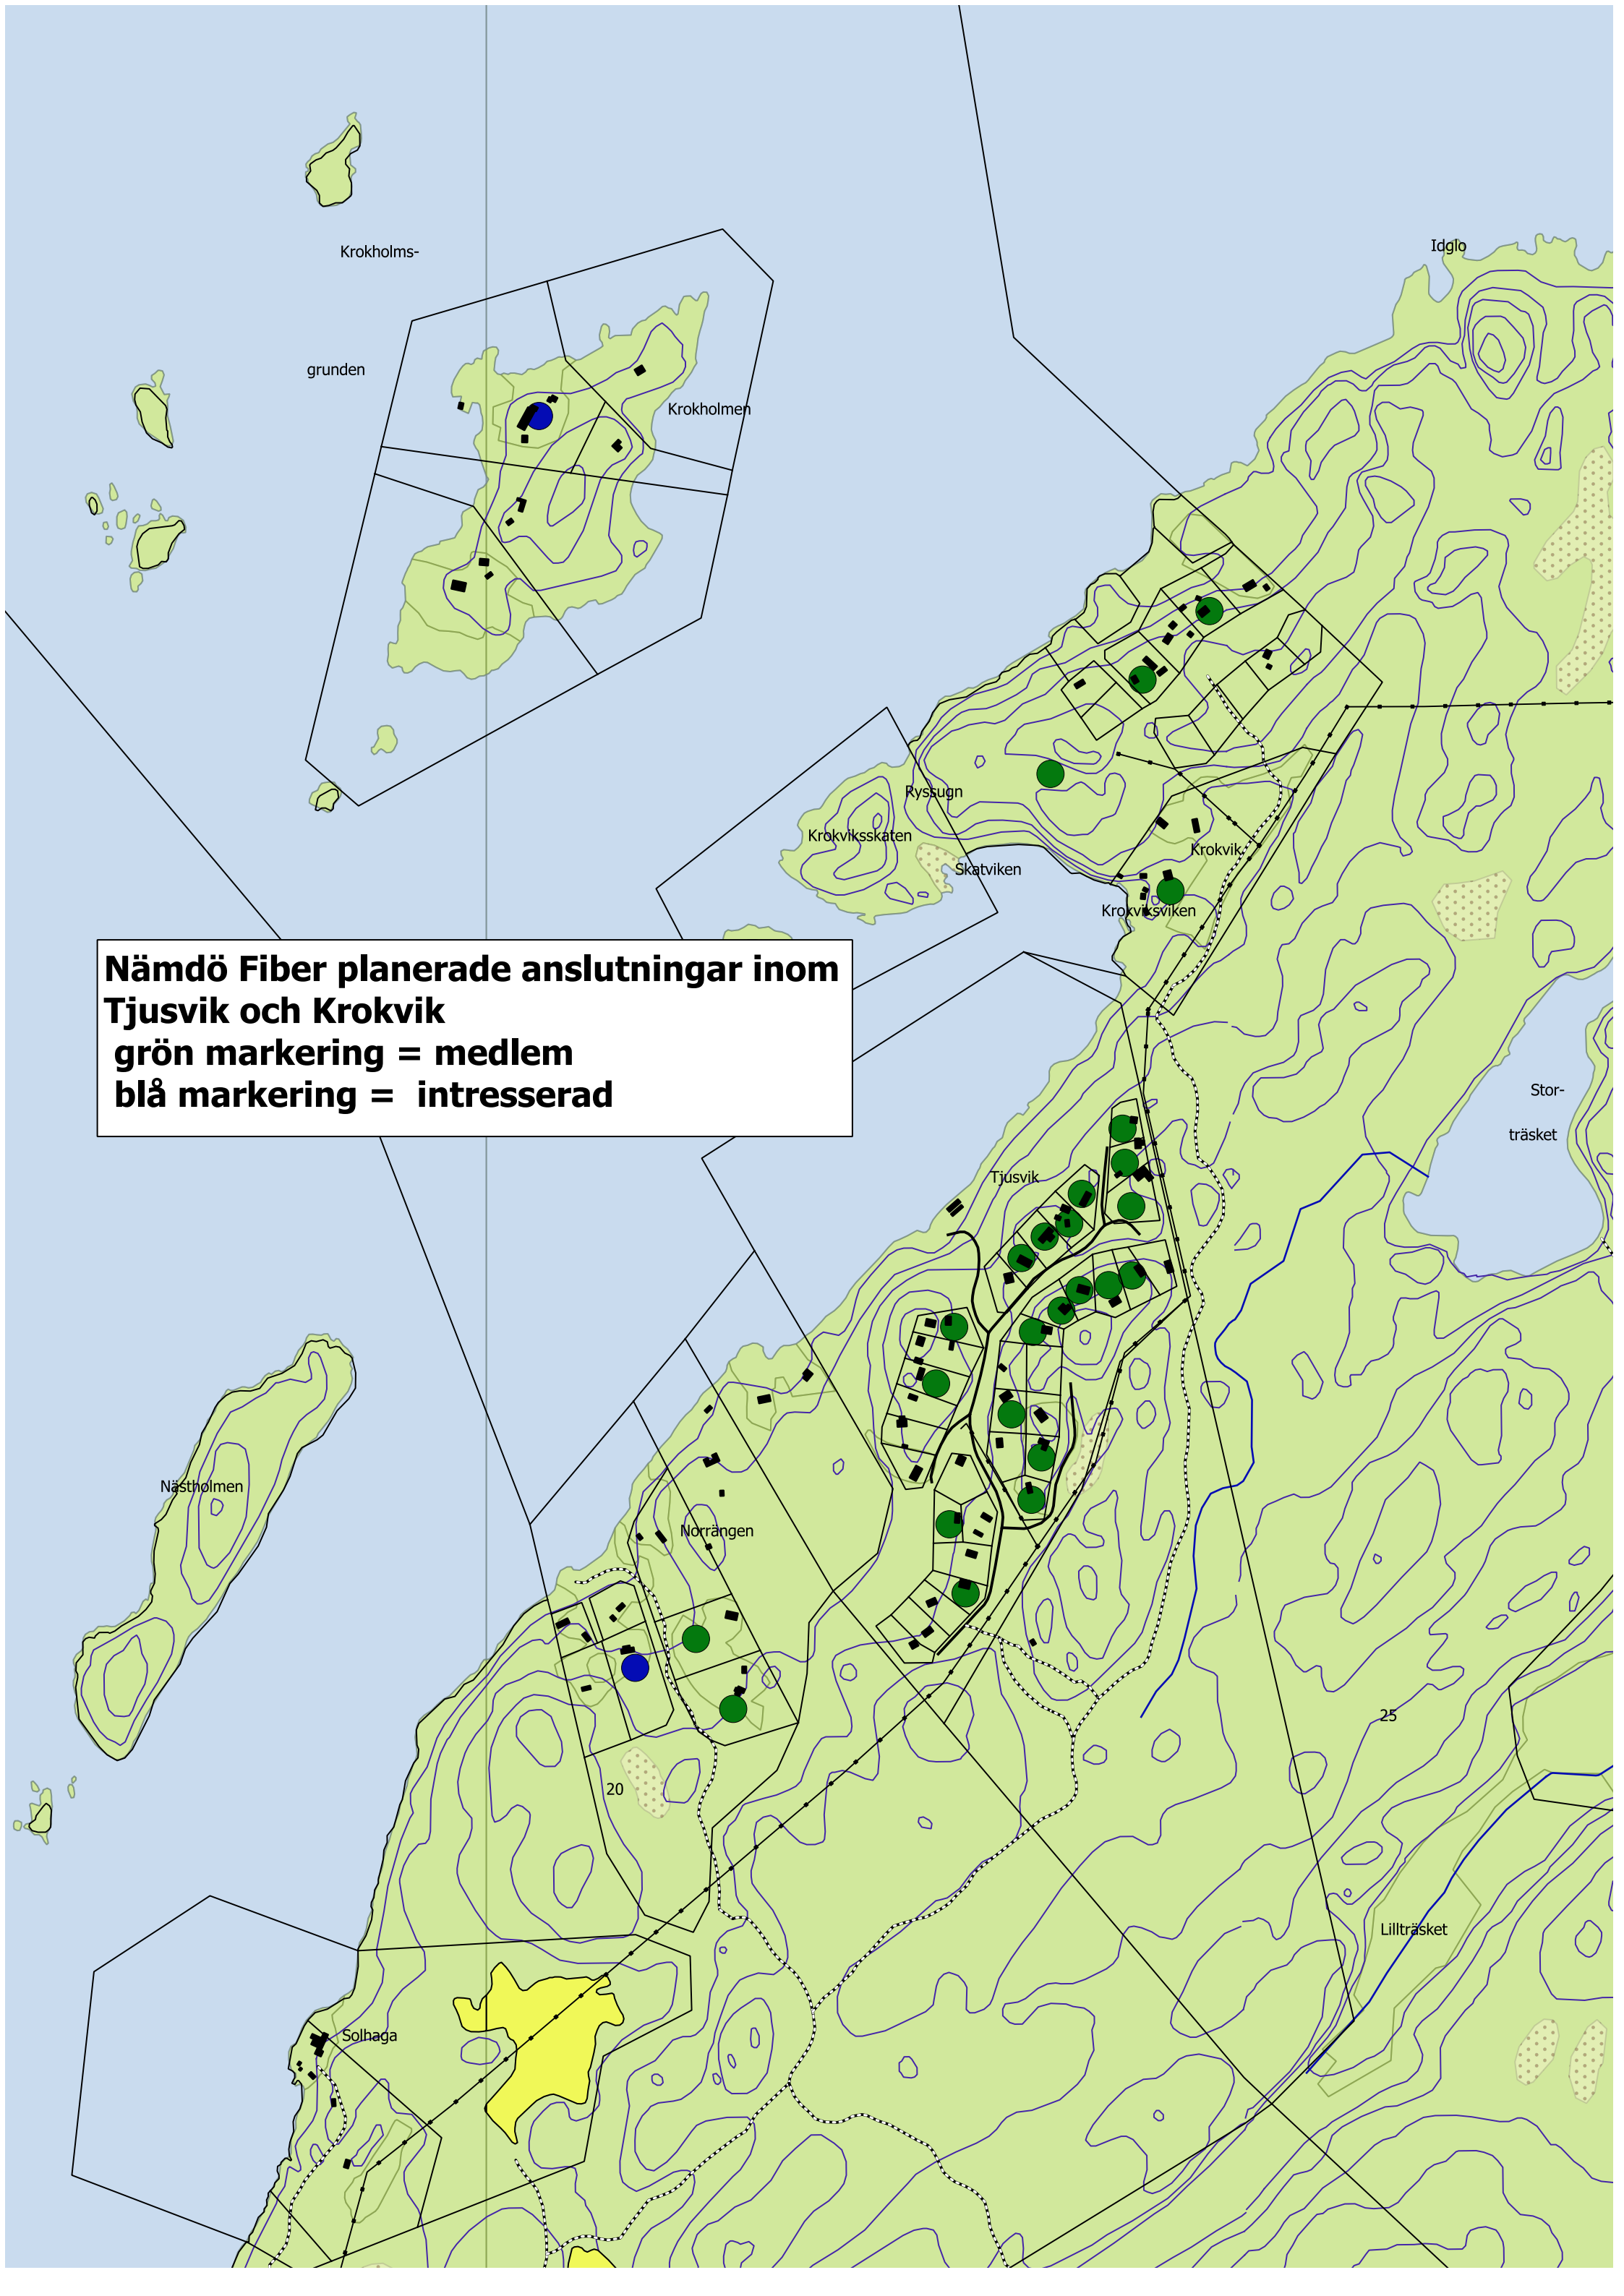 Idglo
Krokholms-
grunden
Krokholmen
Ryssugn
Krokviksskaten
Krokvik
Skatviken
Krokviksviken
Nämdö Fiber planerade anslutningar inom
Tjusvik och Krokvik
grön markering = medlem
blå markering =  intresserad
Stor-
träsket
Tjusvik
Nästholmen
Norrängen
25
20
Lillträsket
Solhaga